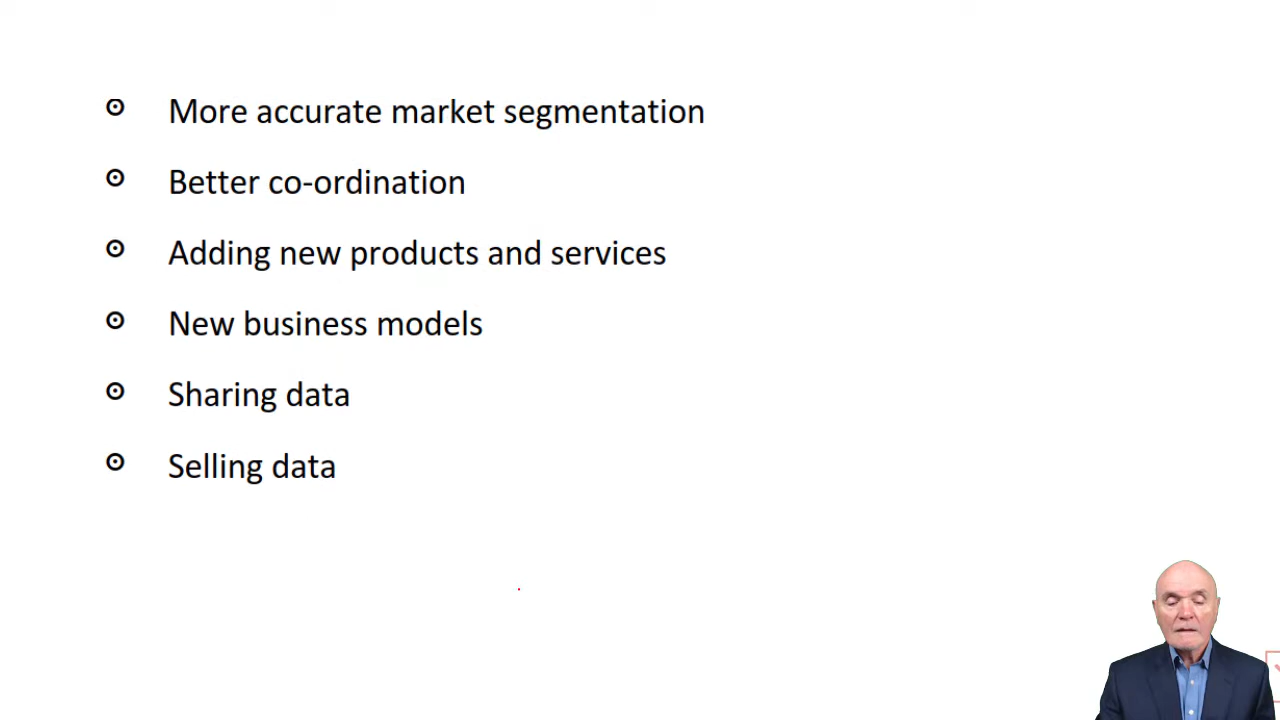 More accurate market segmentation
Better co-ordination
Adding new products and services
New business models
Sharing data
Selling data